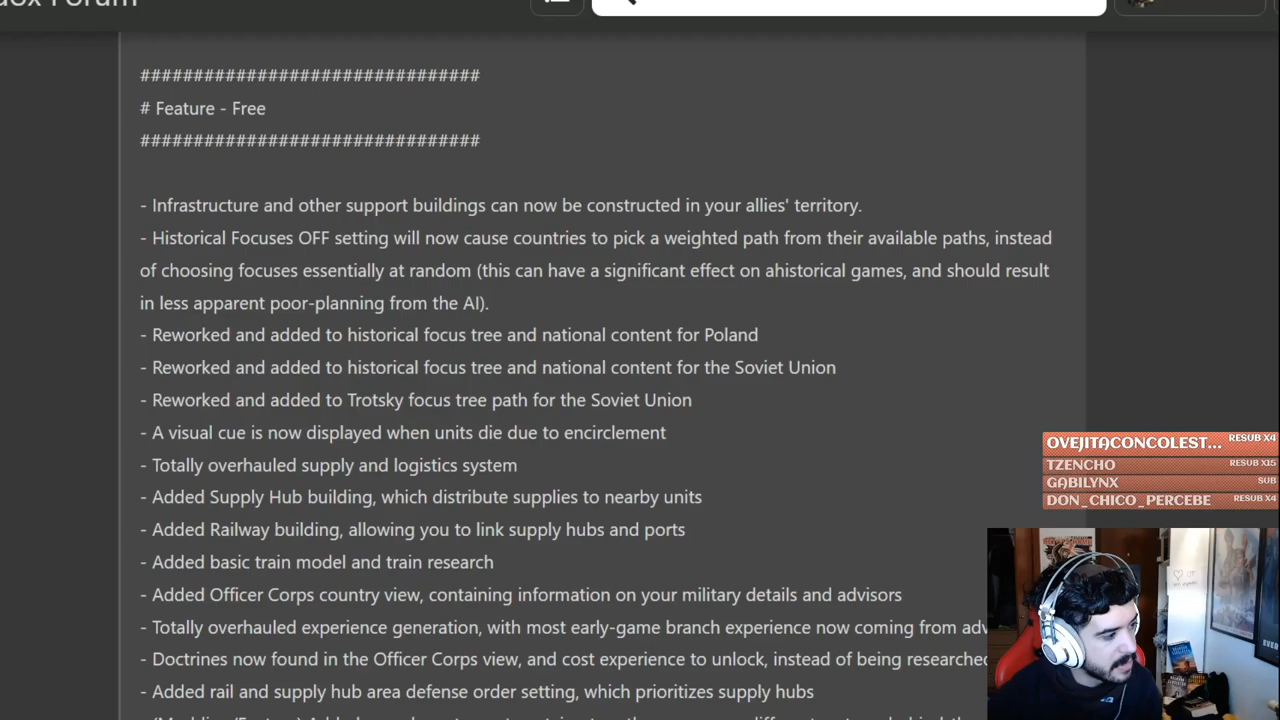 Forum
###############################
# Feature - Free
###############################
- Infrastructure and other support buildings can now be constructed in your allies' territory.
- Historical Focuses OFF setting will now cause countries to pick a weighted path from their available paths, instead
of choosing focuses essentially at random (this can have a significant effect on ahistorical games, and should result
in less apparent poor-planning from the AI).
- Reworked and added to historical focus tree and national content for Poland
- Reworked and added to historical focus tree and national content for the Soviet Union
- Reworked and added to Trotsky focus tree path for the Soviet Union
- A visual cue is now displayed when units die due to encirclement
- Totally overhauled supply and logistics system
- Added Supply Hub building, which distribute supplies to nearby units
- Added Railway building, allowing you to link supply hubs and ports
- Added basic train model and train research
- Added Officer Corps country view, containing information on your military details and advisors
- Totally overhauled experience generation, with most early-game branch experience now coming from adv
- Doctrines now found in the Officer Corps view, and cost experience to unlock, instead of being researched
- Added rail and supply hub area defense order setting, which prioritizes supply hubs
OVEJITACONCOLEST... RESUB X4
TZENCHO RESUB X15
GABILYNX SUB
DON_CHICO_PERCEBE RESUB X4